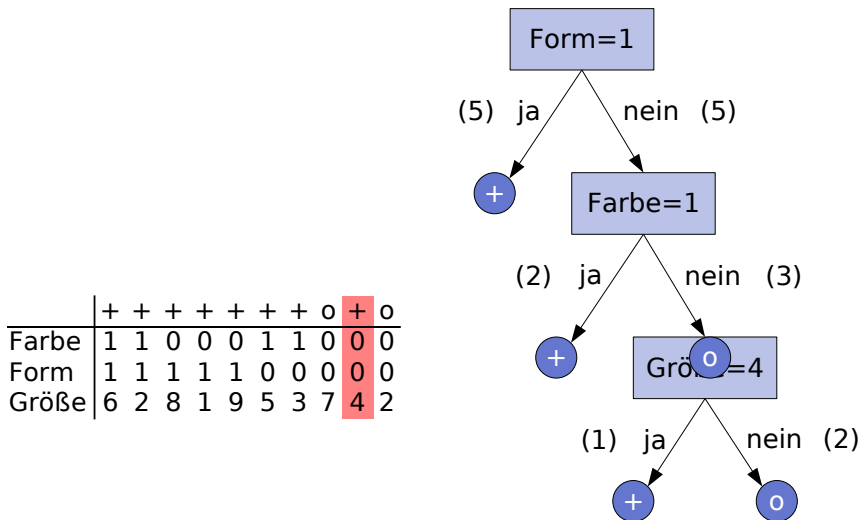 Form=1
(5) ja nein (5)
+
Farbe=1
(2) ja nein (3)
+ + + + + + + o + o
Farbe 1 1 0 0 0 1 1 0 0 0
Form 1 1 1 1 1 0 0 0 0 0
Größe 6 2 8 1 9 5 3 7 4 2
+
o
=4
(1) ja nein (2)
+ o